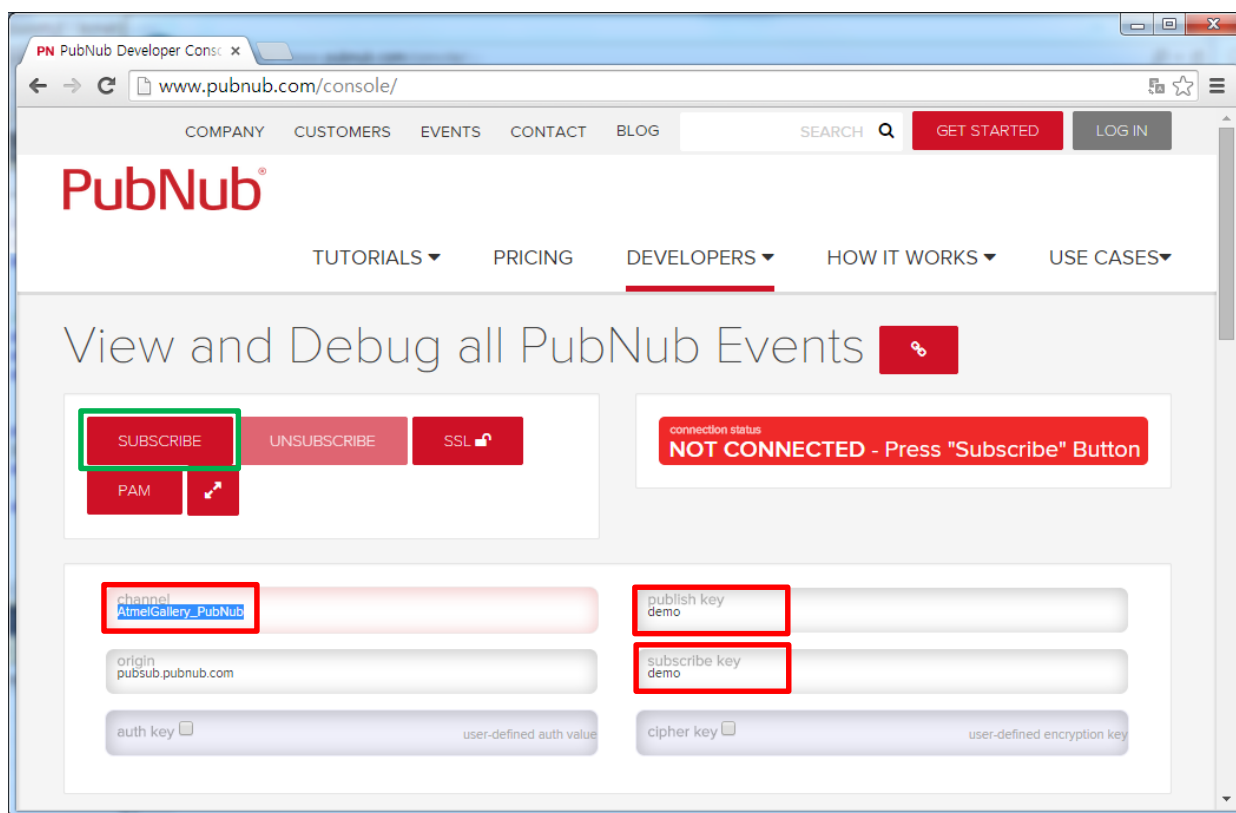 PN PubNub Developer Consc ×
www.pubnub.com/console/
COMPANY CUSTOMERS EVENTS CONTACT BLOG SEARCH GET STARTED LOG IN
PubNub®
TUTORIALS PRICING DEVELOPERS HOW IT WORKS USE CASES
View and Debug all PubNub Events
SUBSCRIBE UNSUBSCRIBE SSL
PAM
connection status
NOT CONNECTED - Press "Subscribe" Button
channel
AtmelGallery_PubNub
publish key
demo
origin
pubsub.pubnub.com
subscribe key
demo
auth key user-defined auth value
cipher key user-defined encryption key